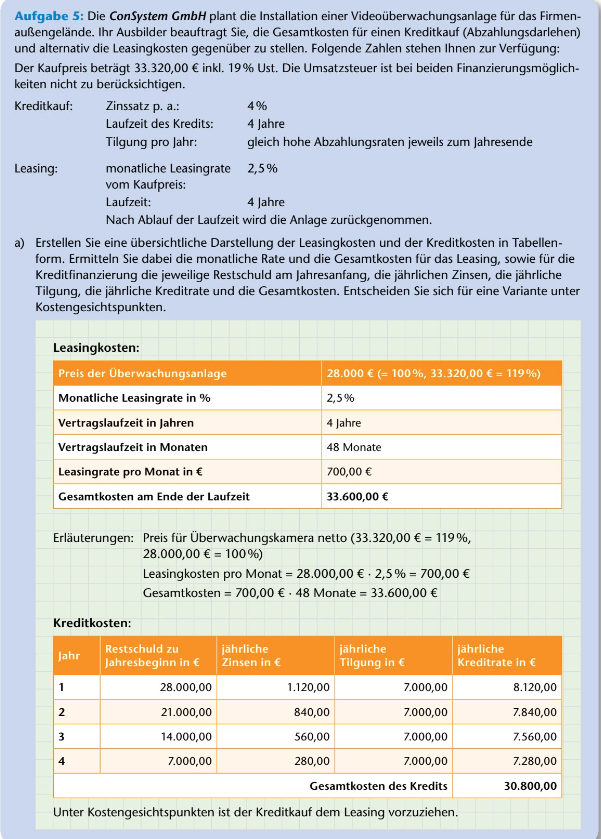 Aufgabe 5: Die ConSystem GmbH plant die Installation einer Videoüberwachungsanlage für das Firmen-
außengelände. Ihr Ausbilder beauftragt Sie, die Gesamtkosten für einen Kreditkauf (Abzahlungsdarlehen)
und alternativ die Leasingkosten gegenüber zu stellen. Folgende Zahlen stehen Ihnen zur Verfügung:
Der Kaufpreis beträgt 33.320,00 € inkl. 19 % Ust. Die Umsatzsteuer ist bei beiden Finanzierungsmöglich-
keiten nicht zu berücksichtigen.
Kreditkauf: Zinssatz p. a.: 4 %
Laufzeit des Kredits: 4 Jahre
Tilgung pro Jahr: gleich hohe Abzahlungsraten jeweils zum Jahresende
Leasing: monatliche Leasingrate 2,5 %
vom Kaufpreis:
Laufzeit: 4 Jahre
Nach Ablauf der Laufzeit wird die Anlage zurückgenommen.
a) Erstellen Sie eine übersichtliche Darstellung der Leasingkosten und der Kreditkosten in Tabellen-
form. Ermitteln Sie dabei die monatliche Rate und die Gesamtkosten für das Leasing, sowie für die
Kreditfinanzierung die jeweilige Restschuld am Jahresanfang, die jährlichen Zinsen, die jährliche
Tilgung, die jährliche Kreditrate und die Gesamtkosten. Entscheiden Sie sich für eine Variante unter
Kostengesichtspunkten.
Leasingkosten:
Preis der Überwachungsanlage 28.000 € (= 100 %, 33.320,00 € = 119 %)
Monatliche Leasingrate in % 2,5 %
Vertragslaufzeit in Jahren 4 Jahre
Vertragslaufzeit in Monaten 48 Monate
Leasingrate pro Monat in € 700,00 €
Gesamtkosten am Ende der Laufzeit 33.600,00 €
Erläuterungen: Preis für Überwachungskamera netto (33.320,00 € = 119 %,
28.000,00 € = 100 %)
Leasingkosten pro Monat = 28.000,00 € · 2,5 % = 700,00 €
Gesamtkosten = 700,00 € · 48 Monate = 33.600,00 €
Kreditkosten:
Jahr Restschuld zu jährliche jährliche jährliche
Jahresbeginn in € Zinsen in € Tilgung in € Kreditrate in €
1 28.000,00 1.120,00 7.000,00 8.120,00
2 21.000,00 840,00 7.000,00 7.840,00
3 14.000,00 560,00 7.000,00 7.560,00
4 7.000,00 280,00 7.000,00 7.280,00
Gesamtkosten des Kredits 30.800,00
Unter Kostengesichtspunkten ist der Kreditkauf dem Leasing vorzuziehen.